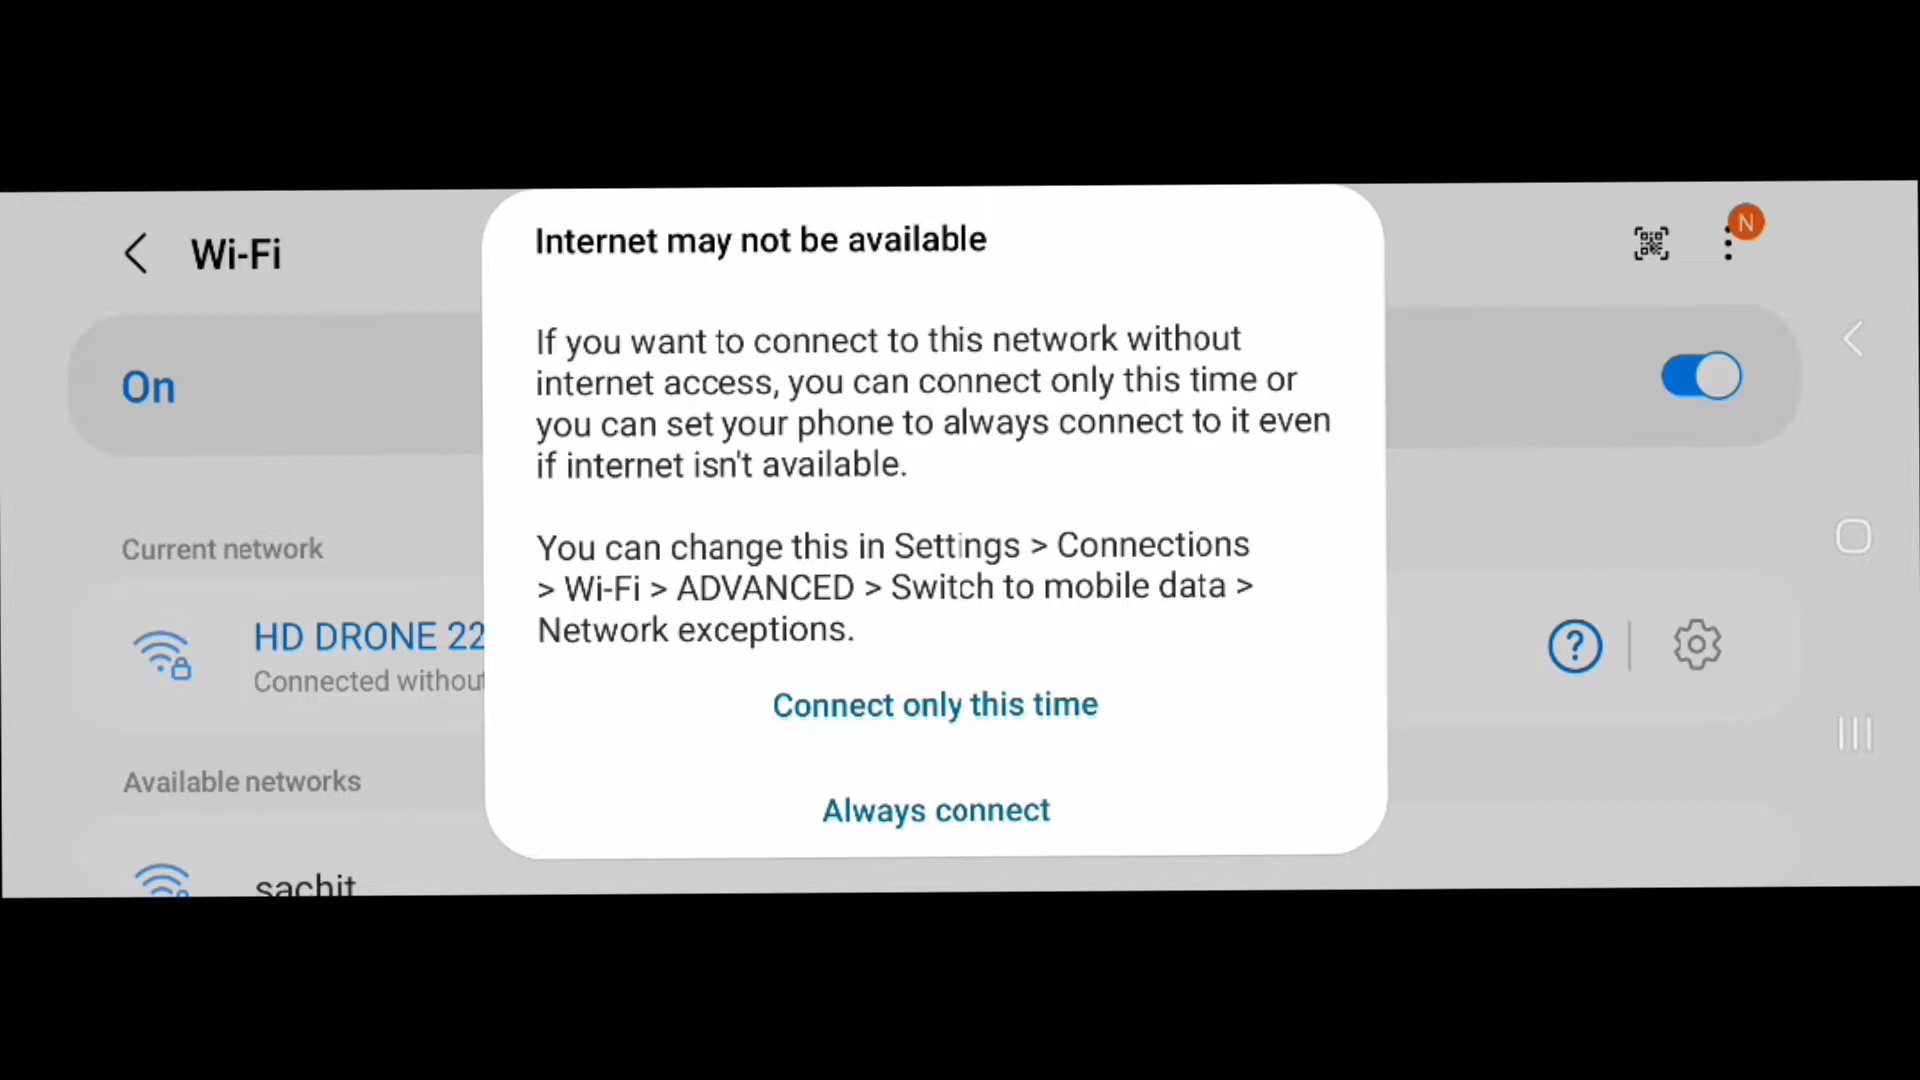 Wi-Fi
N
Internet may not be available
On
If you want to connect to this network without
internet access, you can connect only this time or
you can set your phone to always connect to it even
if internet isn't available.
You can change this in Settings > Connections
> Wi-Fi > ADVANCED > Switch to mobile data >
Network exceptions.
Current network
HD DRONE 22
Connected without
?
Connect only this time
Available networks
Always connect
sachit